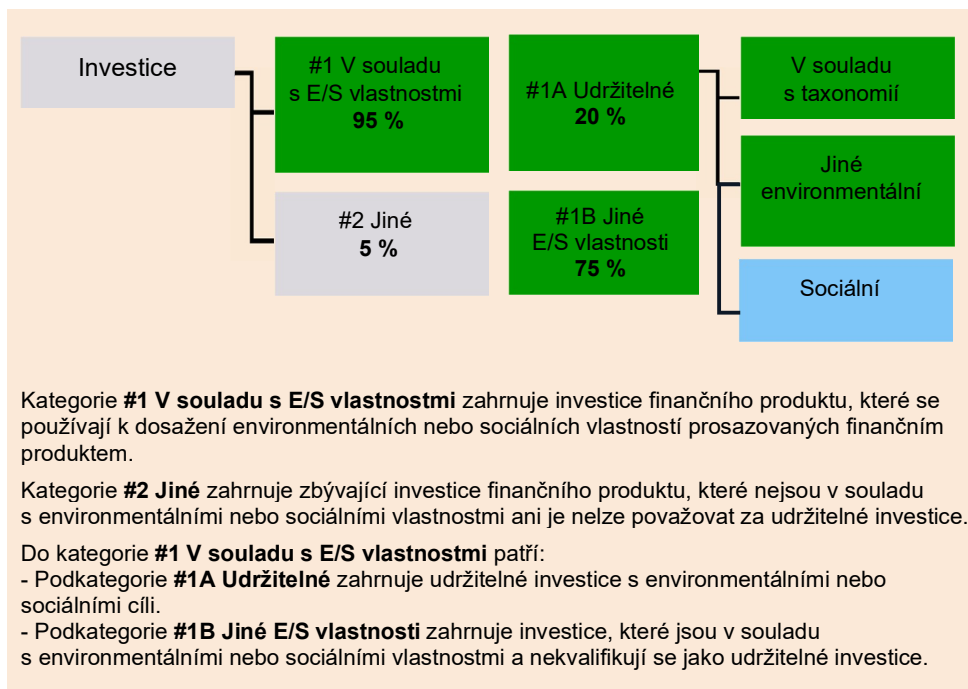 Investice
#1 V souladu
s E/S vlastnostmi
95 %
#2 Jiné
5 %
#1A Udržitelné
20 %
#1B Jiné
E/S vlastnosti
75 %
V souladu
s taxonomií
Jiné
environmentální
Sociální
Kategorie #1 V souladu s E/S vlastnostmi zahrnuje investice finančního produktu, které se
používají k dosažení environmentálních nebo sociálních vlastností prosazovaných finančním
produktem.
Kategorie #2 Jiné zahrnuje zbývající investice finančního produktu, které nejsou v souladu
s environmentálními nebo sociálními vlastnostmi ani je nelze považovat za udržitelné investice.
Do kategorie #1 V souladu s E/S vlastnostmi patří:
- Podkategorie #1A Udržitelné zahrnuje udržitelné investice s environmentálními nebo
sociálními cíli.
- Podkategorie #1B Jiné E/S vlastnosti zahrnuje investice, které jsou v souladu
s environmentálními nebo sociálními vlastnostmi a nekvalifikují se jako udržitelné investice.